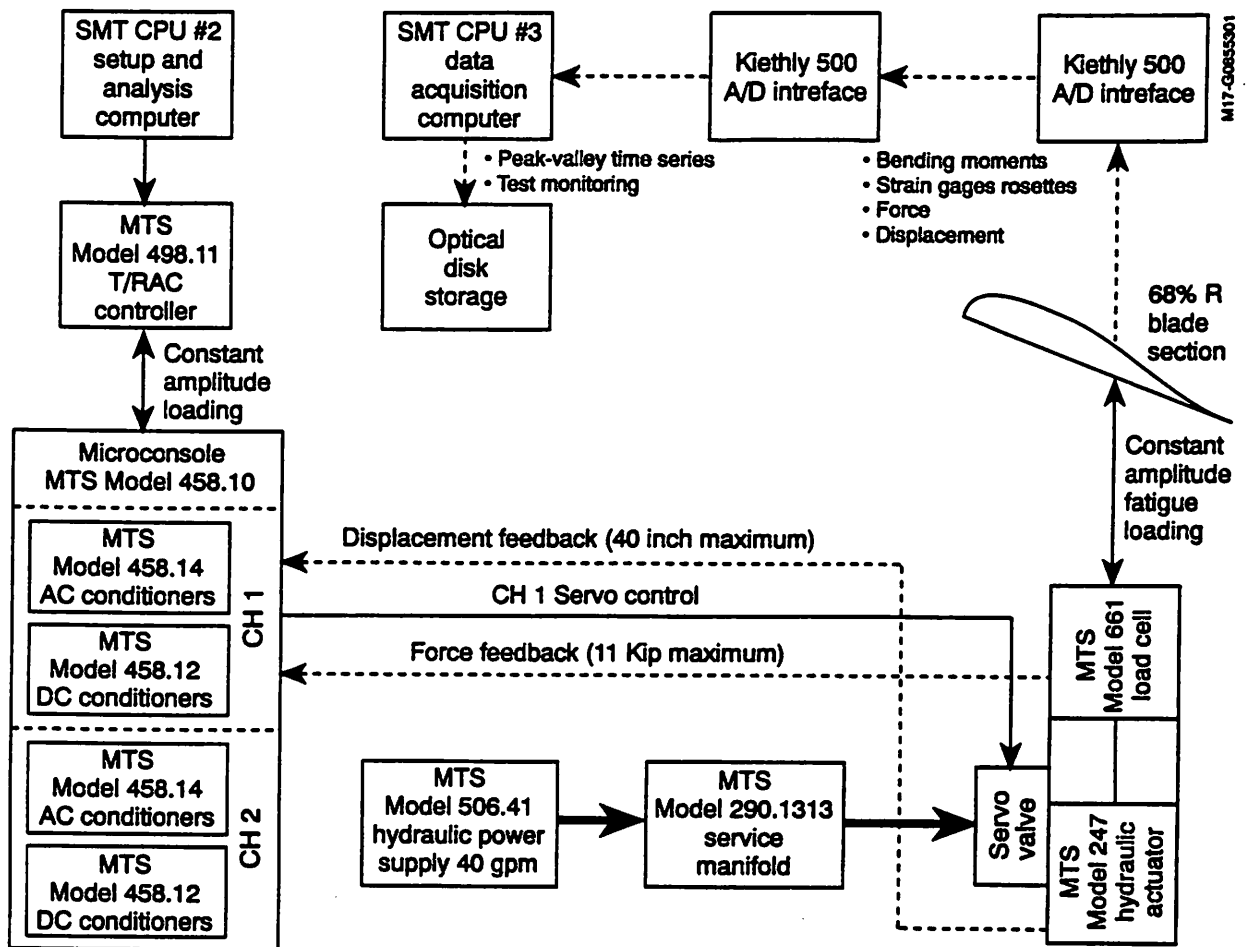 SMT CPU #2
setup and
analysis
computer
SMT CPU #3
data
acquisition
computer
Kiethly 500
A/D intreface
Kiethly 500
A/D intreface
M17-G0855301
• Peak-valley time series
• Test monitoring
• Bending moments
• Strain gages rosettes
• Force
• Displacement
MTS
Model 498.11
T/RAC
controller
Optical
disk
storage
68% R
blade
section
Constant
amplitude
loading
Microconsole
MTS Model 458.10
Constant
amplitude
fatigue
loading
MTS
Model 458.14
AC conditioners
MTS
Model 458.12
DC conditioners
CH 1
Displacement feedback (40 inch maximum)
CH 1 Servo control
Force feedback (11 Kip maximum)
MTS
Model 661
load cell
MTS
Model 458.14
AC conditioners
MTS
Model 458.12
DC conditioners
CH 2
MTS
Model 506.41
hydraulic power
supply 40 gpm
MTS
Model 290.1313
service
manifold
Servo
valve
MTS
Model 247
hydraulic
actuator